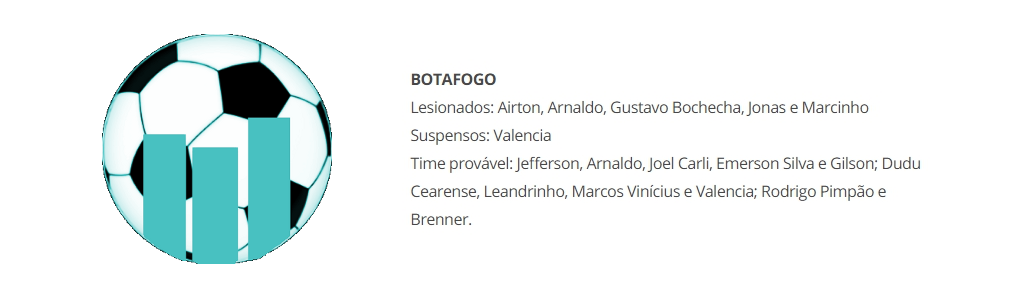 BOTAFOGO
Lesionados: Airton, Arnaldo, Gustavo Bochecha, Jonas e Marcinho
Suspensos: Valencia
Time provável: Jefferson, Arnaldo, Joel Carli, Emerson Silva e Gilson; Dudu
Cearense, Leandrinho, Marcos Vinícius e Valencia; Rodrigo Pimpão e
Brenner.